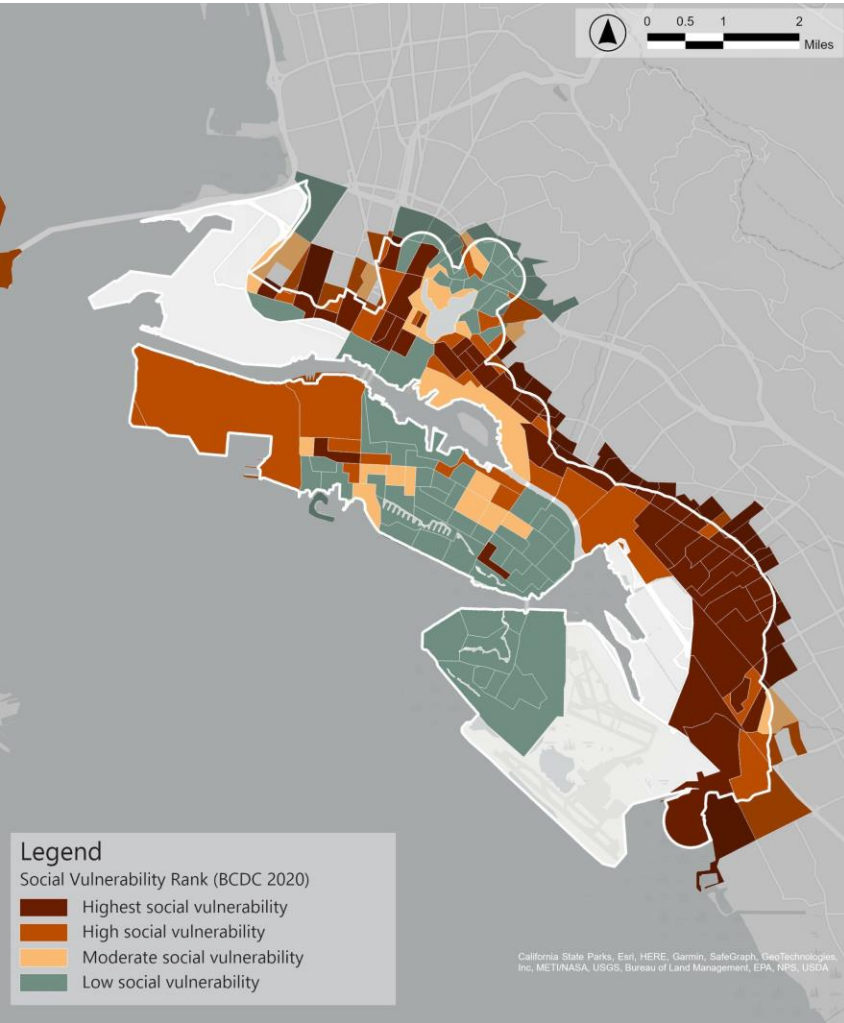 0 0.5 1 2
Miles
Legend
Social Vulnerability Rank (BCDC 2020)
Highest social vulnerability
High social vulnerability
Moderate social vulnerability
Low social vulnerability
California State Parks, Esri, HERE, Garmin, SafeGraph, GeoTechnologies,
Inc, METI/NASA, USGS, Bureau of Land Management, EPA, NPS, USDA